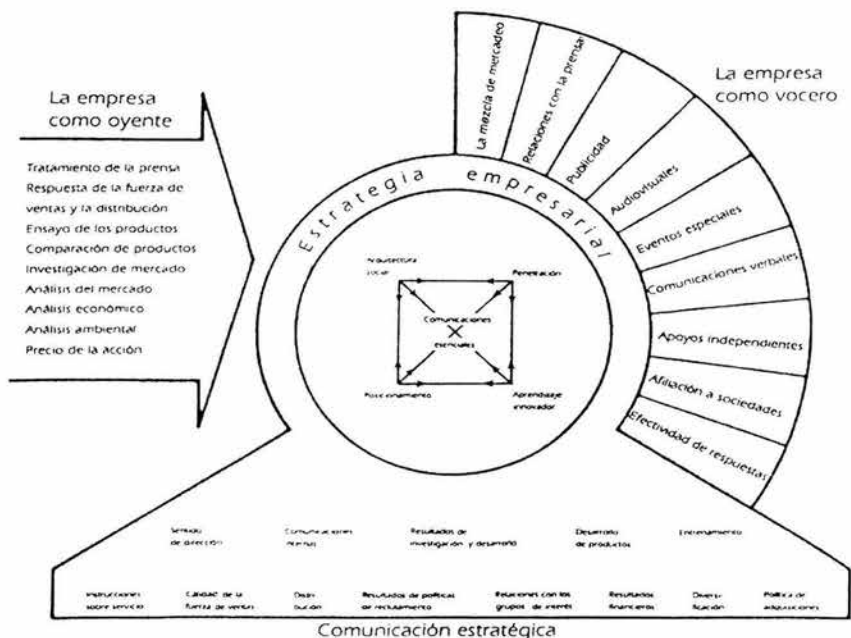 La empresa
como oyente
Tratamiento de la prensa
Respuesta de la fuerza de
ventas y la distribución
Ensayo de los productos
Comparación de productos
Investigación de mercado
Análisis del mercado
Análisis económico
Análisis ambiental
Precio de la acción
La empresa
como vocero
La mezcla de mercadeo
Relaciones con la prensa
Publicidad
Audiovisuales
Eventos especiales
Comunicaciones verbales
Apoyos independientes
Afiliación a sociedades
Efectividad de respuestas
Estrategia empresarial
Arquitectura
social
Penetración
Comunicaciones
esenciales
Posicionamiento
Aprendizaje
innovador
Sentido
de dirección
Comunicaciones
internas
Resultados de
investigación y desarrollo
Desarrollo
de productos
Entrenamiento
Instrucciones
sobre servicio
Calidad de la
fuerza de ventas
Distri-
bución
Resultados de políticas
de reclutamiento
Relaciones con los
grupos de interés
Resultados
financieros
Diversi-
ficación
Política de
adquisiciones
Comunicación estratégica